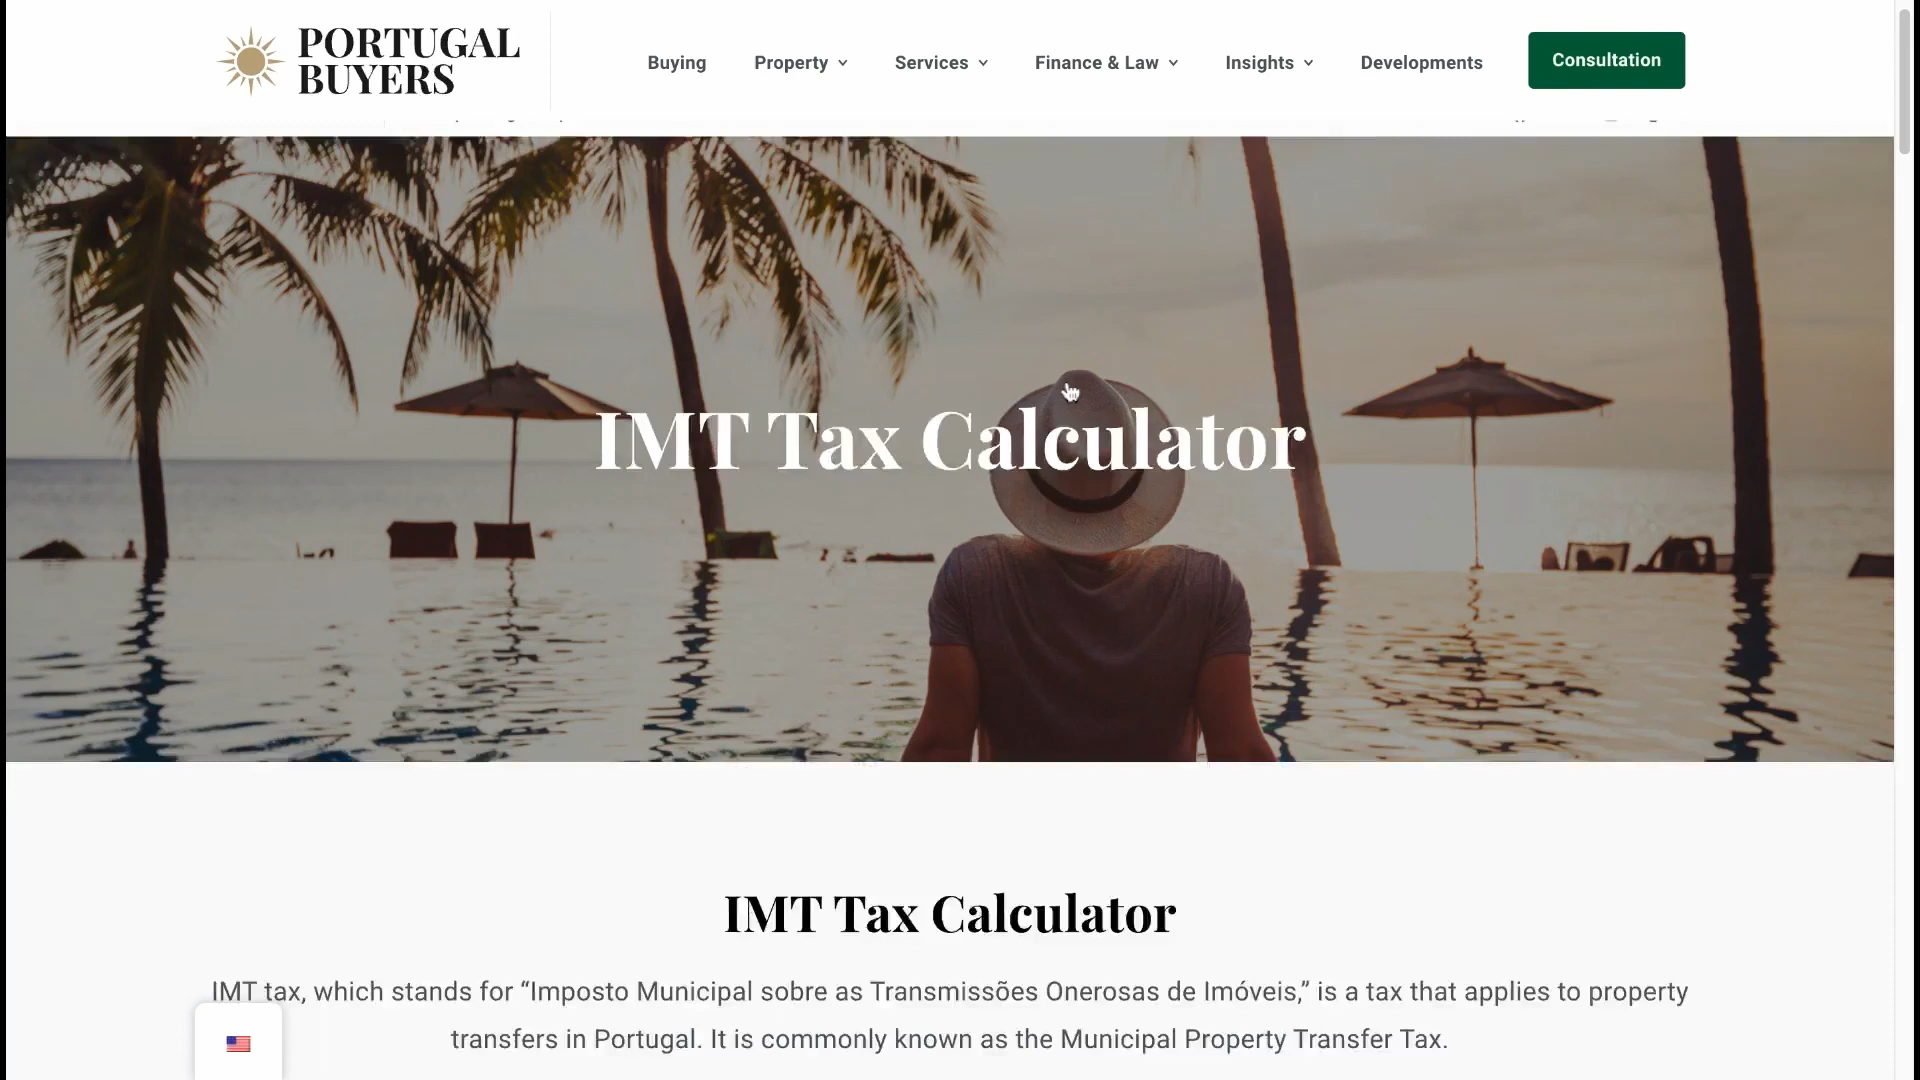 PORTUGAL
BUYERS
Buying
Property
Services
Finance & Law
Insights
Developments
Consultation
IMT Tax Calculator
IMT Tax Calculator
IMT tax, which stands for “Imposto Municipal sobre as Transmissões Onerosas de Imóveis,” is a tax that applies to property
transfers in Portugal. It is commonly known as the Municipal Property Transfer Tax.